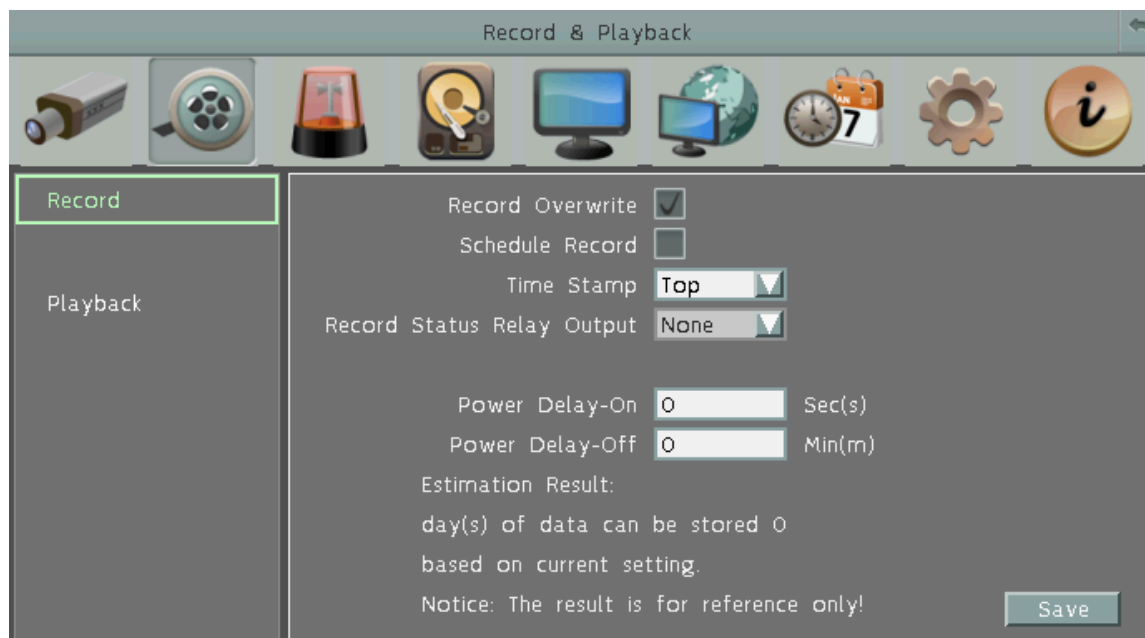 Record & Playback
JAN
7
i
Record
Playback
Record Overwrite
Schedule Record
Time Stamp Top
Record Status Relay Output None
Power Delay-On 0 Sec(s)
Power Delay-Off 0 Min(m)
Estimation Result:
day(s) of data can be stored 0
based on current setting.
Notice: The result is for reference only!
Save